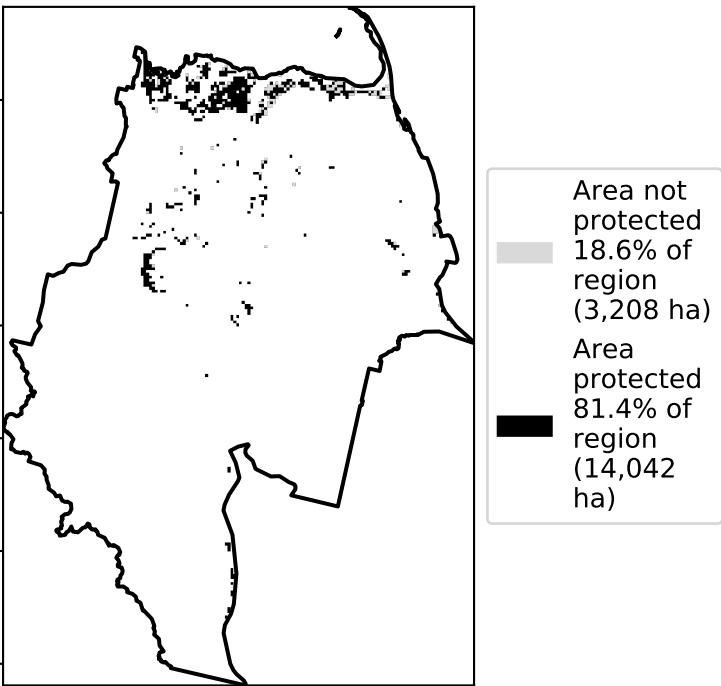 Area not
protected
18.6% of
region
(3,208 ha)
Area
protected
81.4% of
region
(14,042
ha)